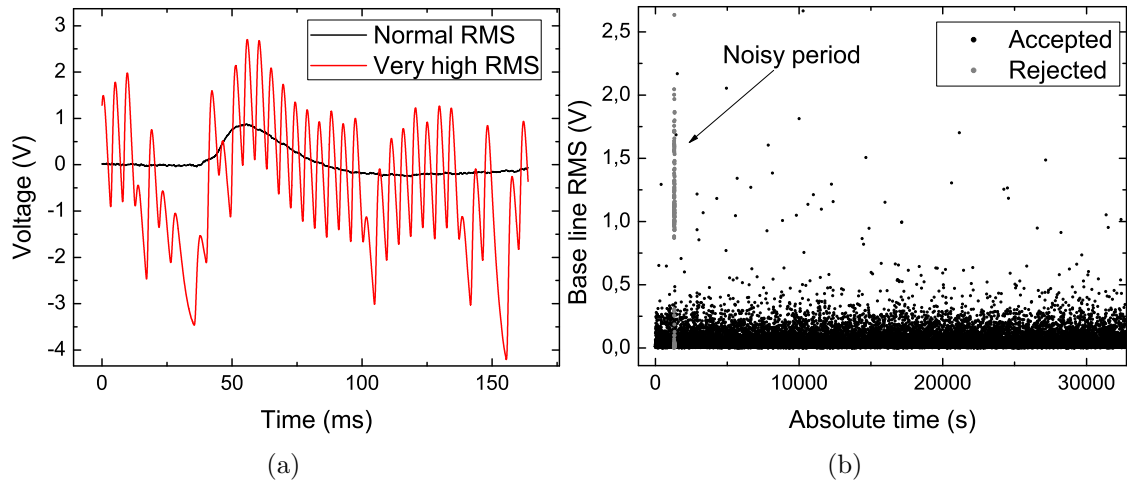 3
2
1
0
-1
-2
-3
-4
Voltage (V)
0
50
100
150
Time (ms)
Normal RMS
Very high RMS
(a)
2,5
2,0
1,5
1,0
0,5
0,0
Base line RMS (V)
0
10000
20000
30000
Absolute time (s)
Noisy period
Accepted
Rejected
(b)